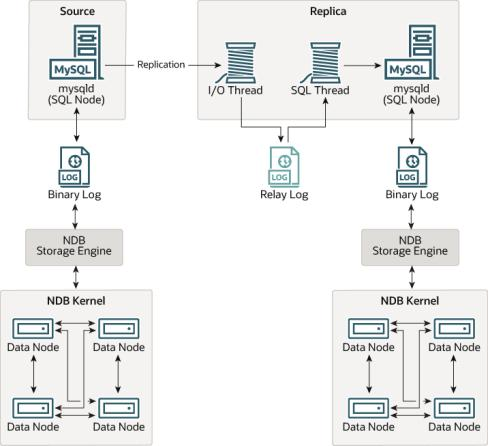 Source
Replica
MySQL
Replication
MySQL
mysqld
(SQL Node)
I/O Thread
SQL Thread
mysqld
(SQL Node)
LOG
LOG
LOG
Binary Log
Relay Log
Binary Log
NDB
Storage Engine
NDB
Storage Engine
NDB Kernel
NDB Kernel
Data Node
Data Node
Data Node
Data Node
Data Node
Data Node
Data Node
Data Node